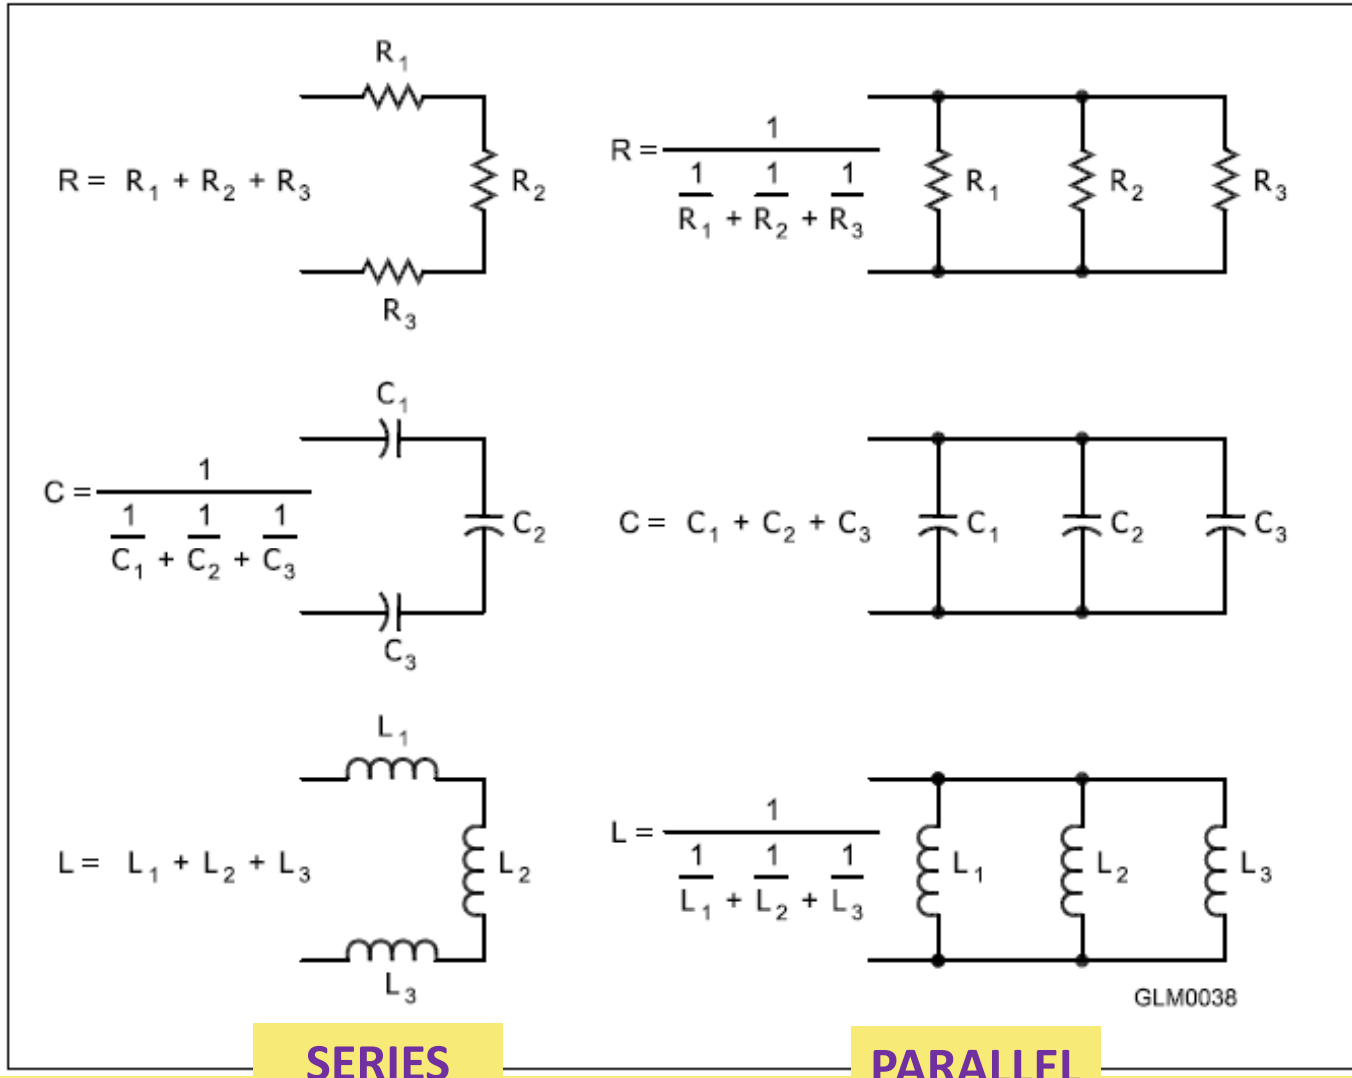 R₁
R = R₁ + R₂ + R₃
R₂
R₃
R = 1 / (1/R₁ + 1/R₂ + 1/R₃)
R₁ R₂ R₃
C₁
C = 1 / (1/C₁ + 1/C₂ + 1/C₃)
C₂
C₃
C = C₁ + C₂ + C₃
C₁ C₂ C₃
L₁
L = L₁ + L₂ + L₃
L₂
L₃
L = 1 / (1/L₁ + 1/L₂ + 1/L₃)
L₁ L₂ L₃
GLM0038
SERIES
PARALLEL